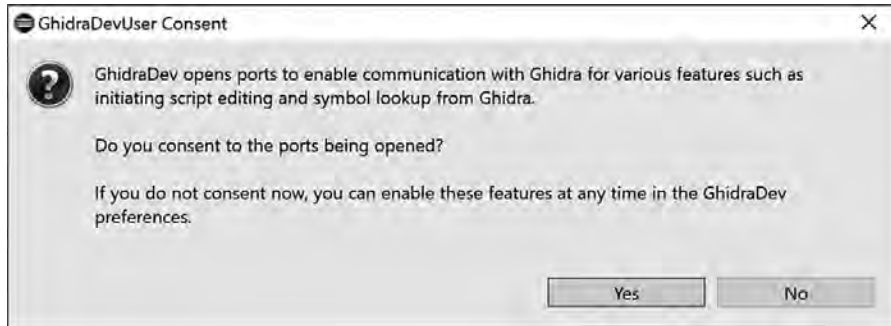 GhidraDevUser Consent
GhidraDev opens ports to enable communication with Ghidra for various features such as
initiating script editing and symbol lookup from Ghidra.
Do you consent to the ports being opened?
If you do not consent now, you can enable these features at any time in the GhidraDev
preferences.
Yes
No